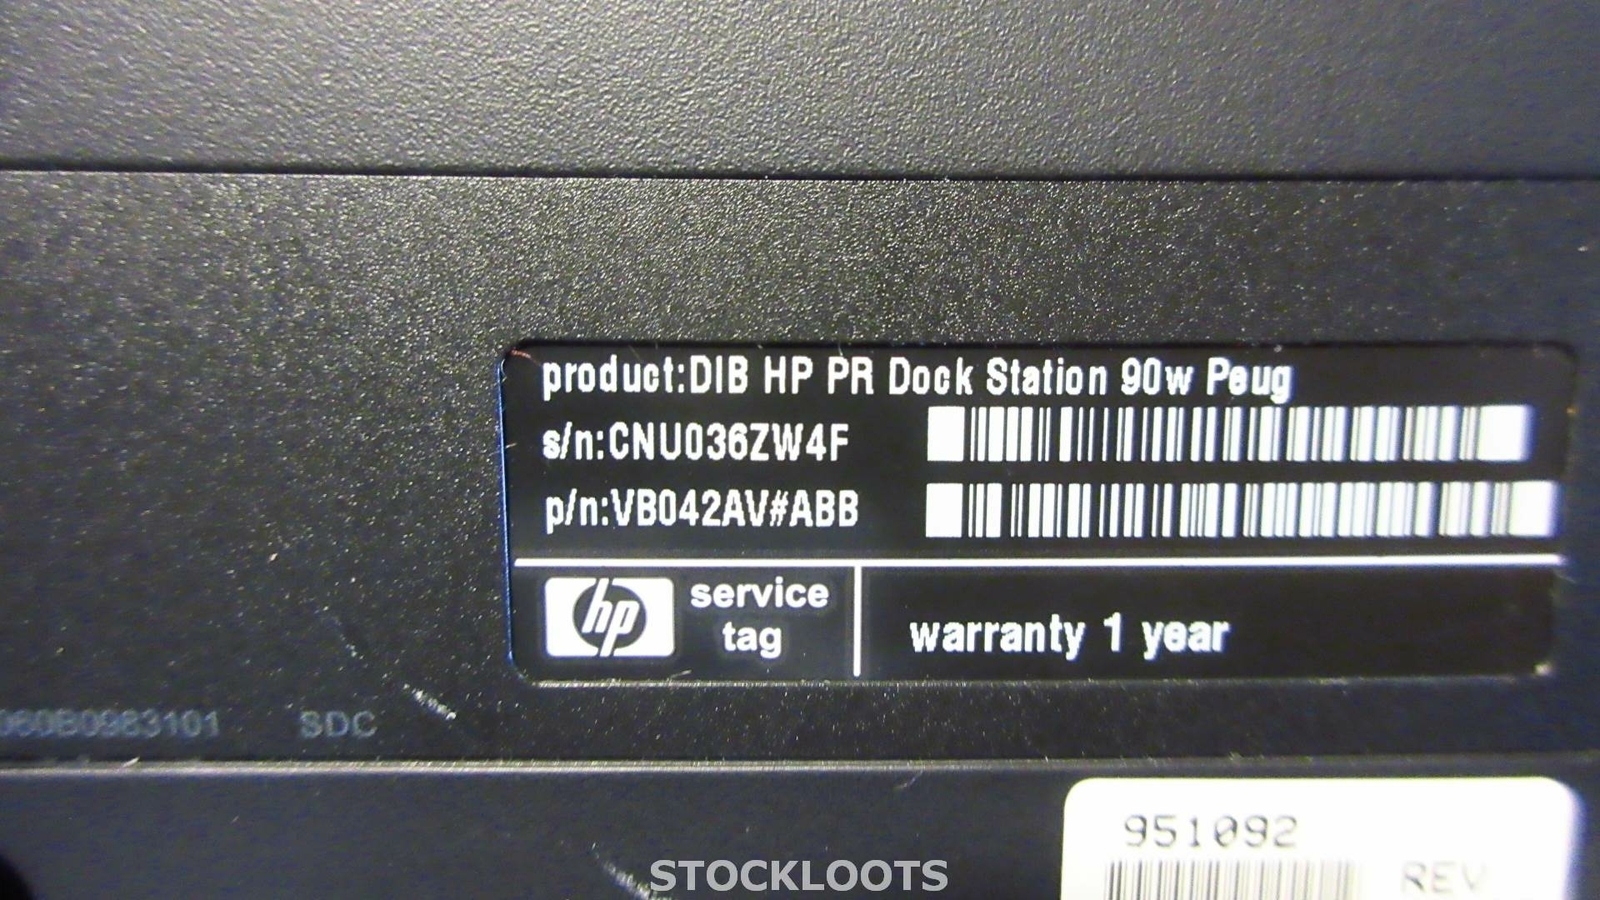 product:DIB HP PR Dock Station 90w Peug
s/n:CNU036ZW4F
p/n:VB042AV#ABB
hp service tag
warranty 1 year
060B0983101 SDC
951092
REV
STOCKLOOTS